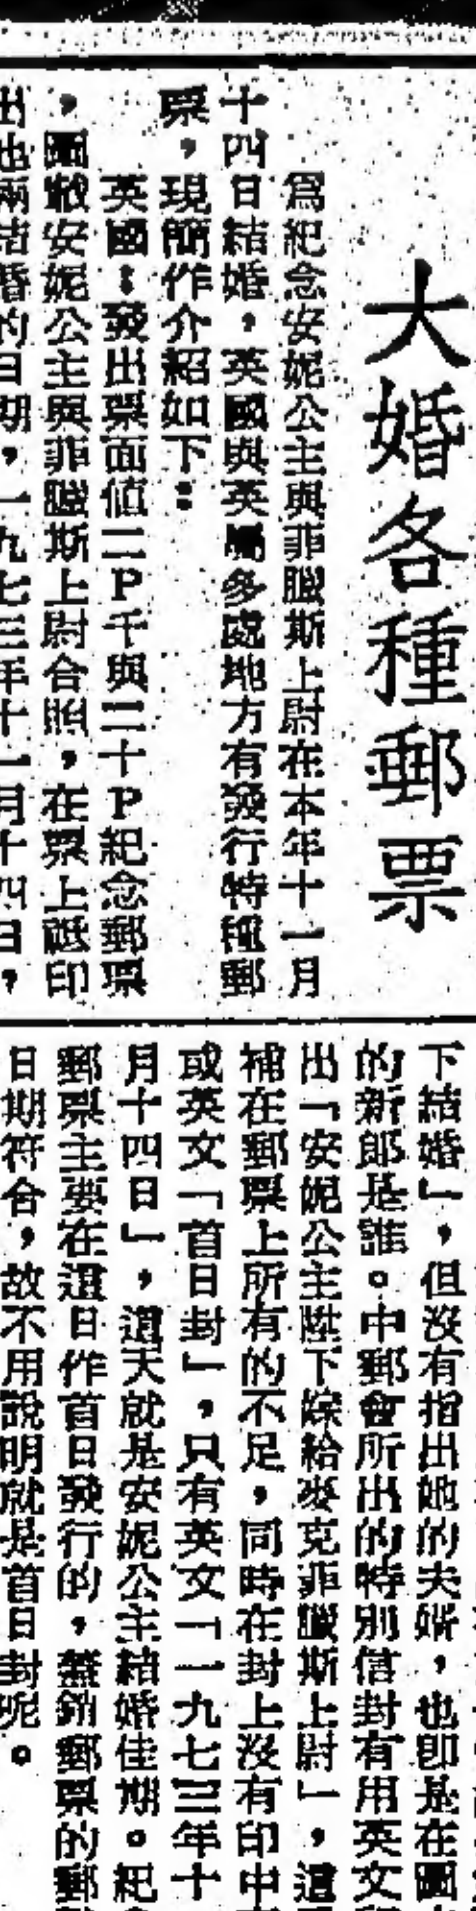 大婚各種郵票
爲紀念安妮公主與菲臘斯上尉在本年十一月
十四日結婚，英國與英屬多處地方有發行特種郵
票，現簡作介紹如下：
英國：發出票面值二P千與二十P紀念郵票
，圖徽安妮公主與菲臘斯上尉合照，在票上誌印
出他兩結婚的日期，一九七三年十一月十四日，
下結婚」，但沒有指出她的夫婿，也即是在圖
的新郎是誰。中郵會所出的特別信封有用英文
出「安妮公主陛下嫁給麥克菲臘斯上尉」，這
補在郵票上所有的不足，同時在封上沒有印中
或英文「首日封」，只有英文「一九七三年十
月十四日」，這天就是安妮公主結婚佳期。紀
郵票主要在這日作首日發行的，蓋銷郵票的郵
日期符合，故不用說明就是首日封呢。